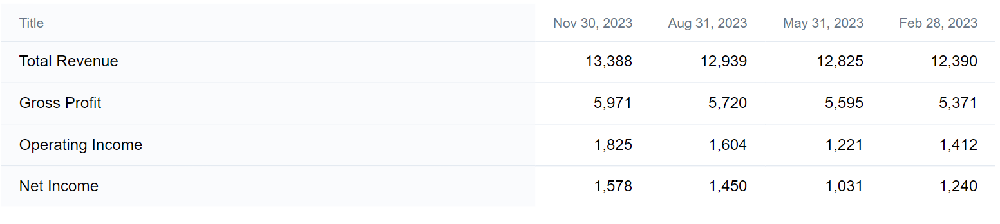 Title Nov 30, 2023 Aug 31, 2023 May 31, 2023 Feb 28, 2023
Total Revenue 13,388 12,939 12,825 12,390
Gross Profit 5,971 5,720 5,595 5,371
Operating Income 1,825 1,604 1,221 1,412
Net Income 1,578 1,450 1,031 1,240